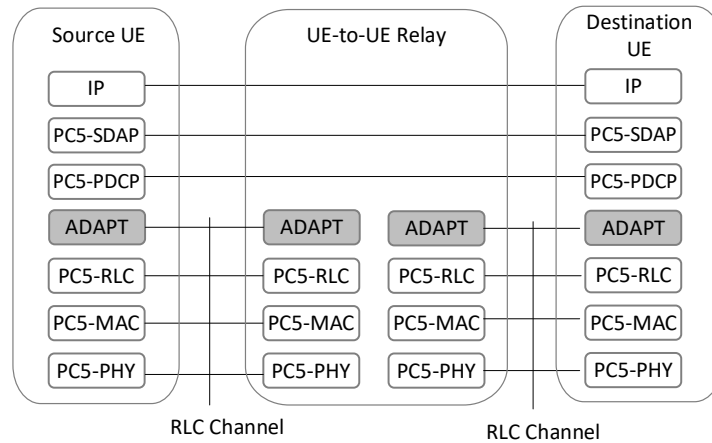 Source UE
UE-to-UE Relay
Destination
UE
IP
IP
PC5-SDAP
PC5-SDAP
PC5-PDCP
PC5-PDCP
ADAPT
ADAPT
ADAPT
ADAPT
PC5-RLC
PC5-RLC
PC5-RLC
PC5-RLC
PC5-MAC
PC5-MAC
PC5-MAC
PC5-MAC
PC5-PHY
PC5-PHY
PC5-PHY
PC5-PHY
RLC Channel
RLC Channel